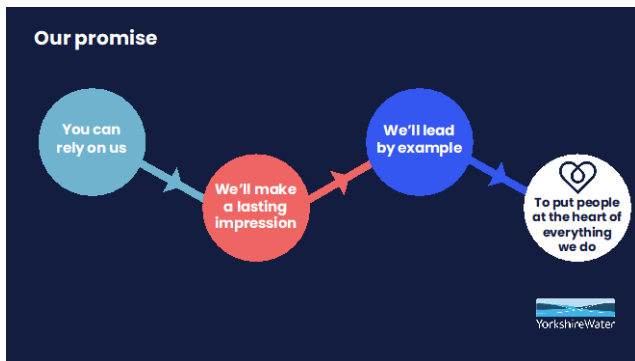 Our promise
You can
rely on us
We'll make
a lasting
impression
We'll lead
by example
To put people
at the heart of
everything
we do
YorkshireWater